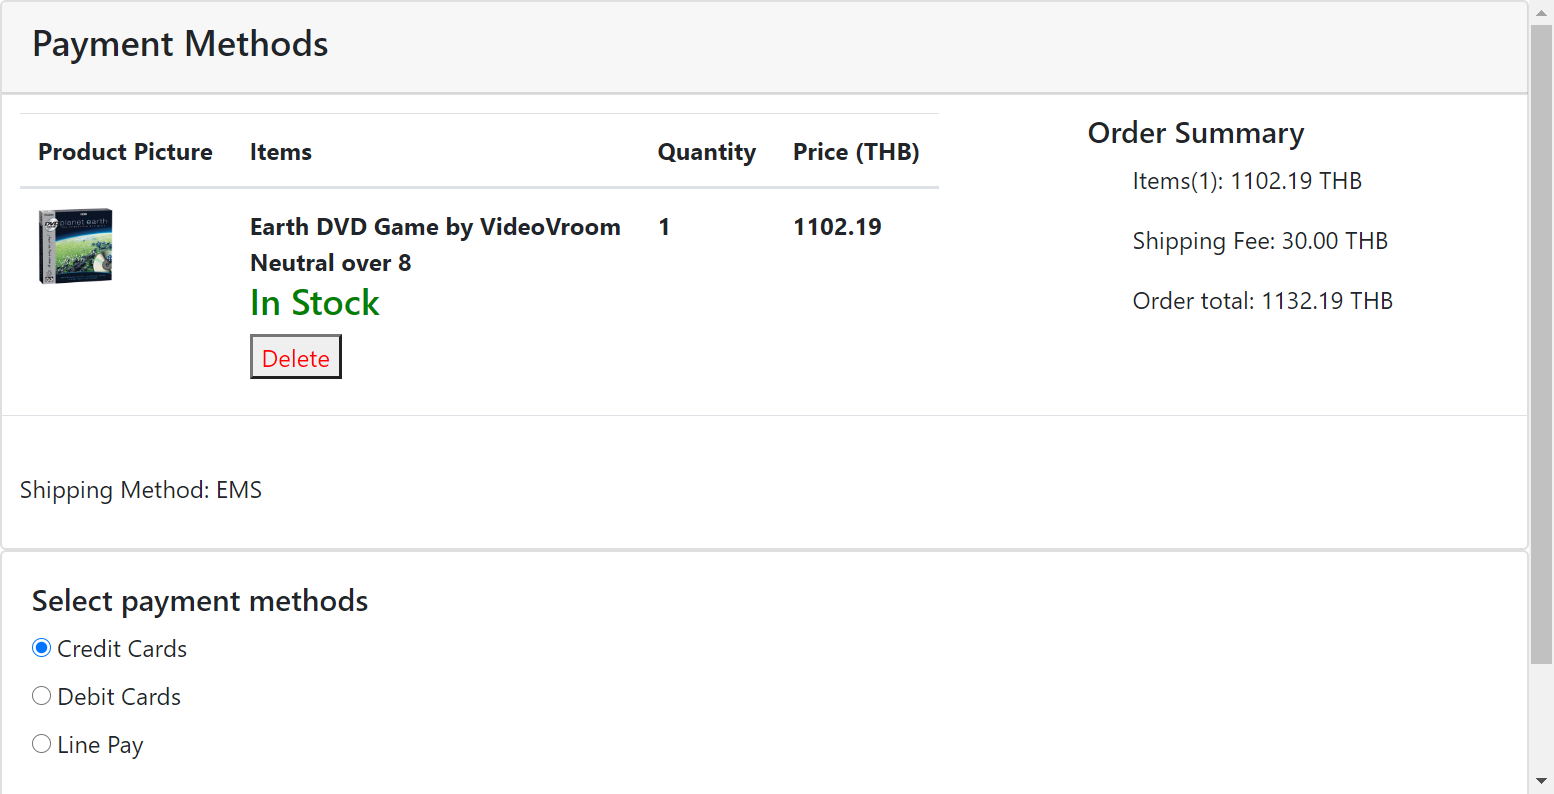 Payment Methods
Product Picture Items Quantity Price (THB)
planet earth
DVD
Earth DVD Game by VideoVroom 1 1102.19
Neutral over 8
In Stock
Delete
Order Summary
Items(1): 1102.19 THB
Shipping Fee: 30.00 THB
Order total: 1132.19 THB
Shipping Method: EMS
Select payment methods
Credit Cards
Debit Cards
Line Pay